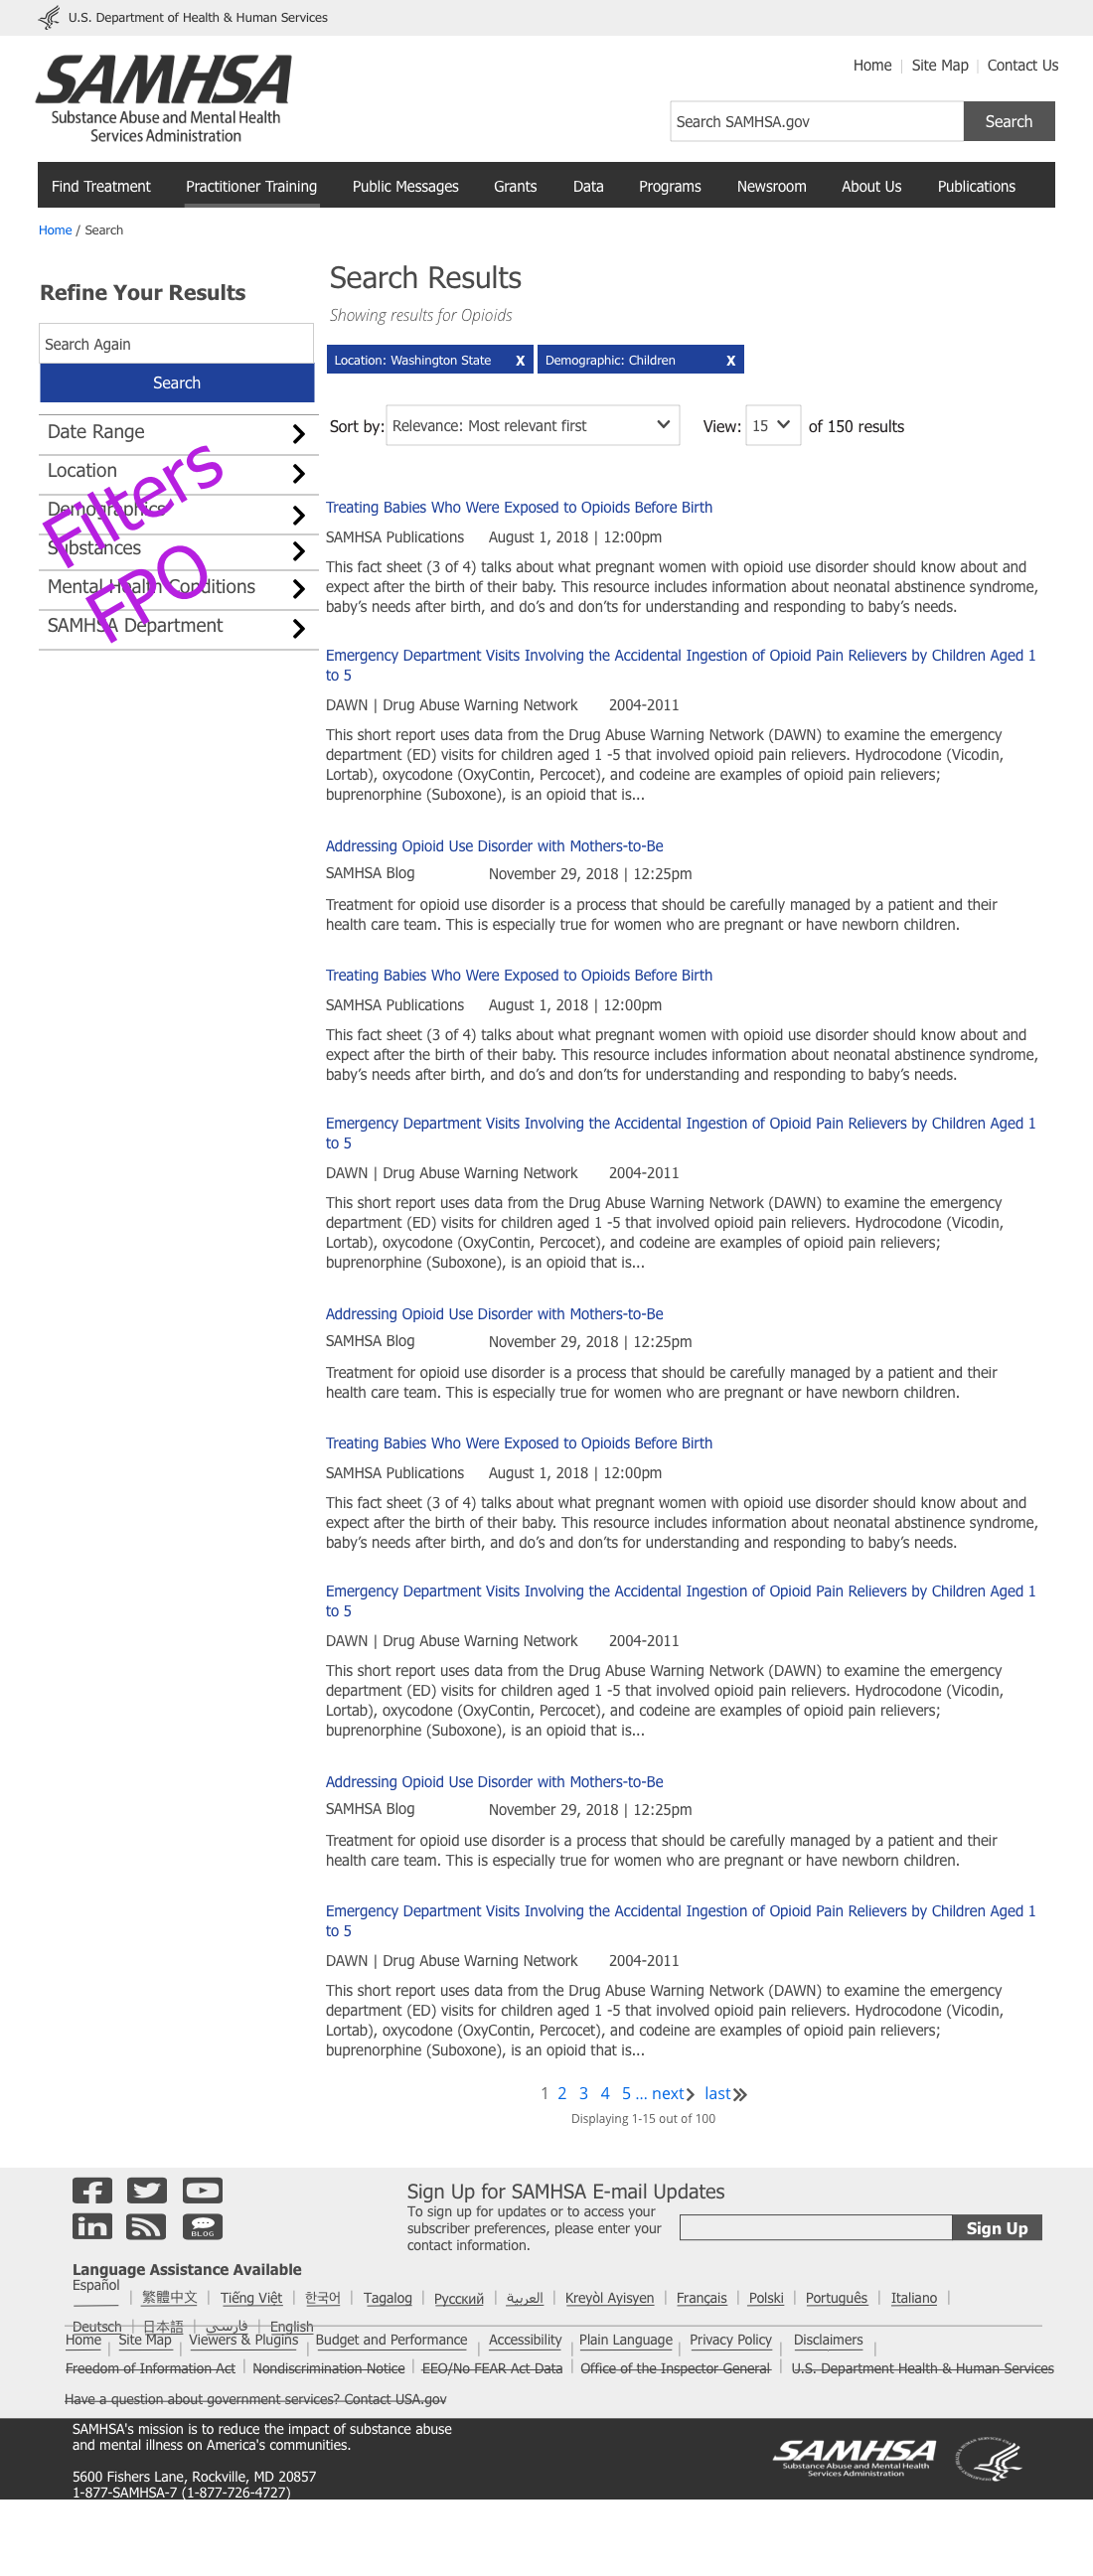 U.S. Department of Health & Human Services
SAMHSA
Substance Abuse and Mental Health
Services Administration
Home | Site Map | Contact Us
Search SAMHSA.gov Search
Find Treatment Practitioner Training Public Messages Grants Data Programs Newsroom About Us Publications
Home / Search
Refine Your Results
Search Again
Search
Date Range
Location
Demographics
Substances
Mental Health Conditions
SAMHSA Department
Filters
FPO
Search Results
Showing results for Opioids
Location: Washington State X Demographic: Children X
Sort by: Relevance: Most relevant first View: 15 of 150 results
Treating Babies Who Were Exposed to Opioids Before Birth
SAMHSA Publications August 1, 2018 | 12:00pm
This fact sheet (3 of 4) talks about what pregnant women with opioid use disorder should know about and
expect after the birth of their baby. This resource includes information about neonatal abstinence syndrome,
baby’s needs after birth, and do’s and don’ts for understanding and responding to baby’s needs.
Emergency Department Visits Involving the Accidental Ingestion of Opioid Pain Relievers by Children Aged 1
to 5
DAWN | Drug Abuse Warning Network 2004-2011
This short report uses data from the Drug Abuse Warning Network (DAWN) to examine the emergency
department (ED) visits for children aged 1 -5 that involved opioid pain relievers. Hydrocodone (Vicodin,
Lortab), oxycodone (OxyContin, Percocet), and codeine are examples of opioid pain relievers;
buprenorphine (Suboxone), is an opioid that is...
Addressing Opioid Use Disorder with Mothers-to-Be
SAMHSA Blog November 29, 2018 | 12:25pm
Treatment for opioid use disorder is a process that should be carefully managed by a patient and their
health care team. This is especially true for women who are pregnant or have newborn children.
Treating Babies Who Were Exposed to Opioids Before Birth
SAMHSA Publications August 1, 2018 | 12:00pm
This fact sheet (3 of 4) talks about what pregnant women with opioid use disorder should know about and
expect after the birth of their baby. This resource includes information about neonatal abstinence syndrome,
baby’s needs after birth, and do’s and don’ts for understanding and responding to baby’s needs.
Emergency Department Visits Involving the Accidental Ingestion of Opioid Pain Relievers by Children Aged 1
to 5
DAWN | Drug Abuse Warning Network 2004-2011
This short report uses data from the Drug Abuse Warning Network (DAWN) to examine the emergency
department (ED) visits for children aged 1 -5 that involved opioid pain relievers. Hydrocodone (Vicodin,
Lortab), oxycodone (OxyContin, Percocet), and codeine are examples of opioid pain relievers;
buprenorphine (Suboxone), is an opioid that is...
Addressing Opioid Use Disorder with Mothers-to-Be
SAMHSA Blog November 29, 2018 | 12:25pm
Treatment for opioid use disorder is a process that should be carefully managed by a patient and their
health care team. This is especially true for women who are pregnant or have newborn children.
Treating Babies Who Were Exposed to Opioids Before Birth
SAMHSA Publications August 1, 2018 | 12:00pm
This fact sheet (3 of 4) talks about what pregnant women with opioid use disorder should know about and
expect after the birth of their baby. This resource includes information about neonatal abstinence syndrome,
baby’s needs after birth, and do’s and don’ts for understanding and responding to baby’s needs.
Emergency Department Visits Involving the Accidental Ingestion of Opioid Pain Relievers by Children Aged 1
to 5
DAWN | Drug Abuse Warning Network 2004-2011
This short report uses data from the Drug Abuse Warning Network (DAWN) to examine the emergency
department (ED) visits for children aged 1 -5 that involved opioid pain relievers. Hydrocodone (Vicodin,
Lortab), oxycodone (OxyContin, Percocet), and codeine are examples of opioid pain relievers;
buprenorphine (Suboxone), is an opioid that is...
Addressing Opioid Use Disorder with Mothers-to-Be
SAMHSA Blog November 29, 2018 | 12:25pm
Treatment for opioid use disorder is a process that should be carefully managed by a patient and their
health care team. This is especially true for women who are pregnant or have newborn children.
Emergency Department Visits Involving the Accidental Ingestion of Opioid Pain Relievers by Children Aged 1
to 5
DAWN | Drug Abuse Warning Network 2004-2011
This short report uses data from the Drug Abuse Warning Network (DAWN) to examine the emergency
department (ED) visits for children aged 1 -5 that involved opioid pain relievers. Hydrocodone (Vicodin,
Lortab), oxycodone (OxyContin, Percocet), and codeine are examples of opioid pain relievers;
buprenorphine (Suboxone), is an opioid that is...
1 2 3 4 5 ... next last
Displaying 1-15 out of 100
BLOG
Sign Up for SAMHSA E-mail Updates
To sign up for updates or to access your
subscriber preferences, please enter your
contact information.
Sign Up
Language Assistance Available
Español | 繁體中文 | Tiếng Việt | 한국어 | Tagalog | Русский | العربية | Kreyòl Ayisyen | Français | Polski | Português | Italiano |
Deutsch | 日本語 | فارسی | English
Home | Site Map | Viewers & Plugins | Budget and Performance | Accessibility | Plain Language | Privacy Policy | Disclaimers |
Freedom of Information Act | Nondiscrimination Notice | EEO/No FEAR Act Data | Office of the Inspector General | U.S. Department Health & Human Services
Have a question about government services? Contact USA.gov
SAMHSA's mission is to reduce the impact of substance abuse
and mental illness on America's communities.
5600 Fishers Lane, Rockville, MD 20857
1-877-SAMHSA-7 (1-877-726-4727)
SAMHSA
Substance Abuse and Mental Health
Services Administration